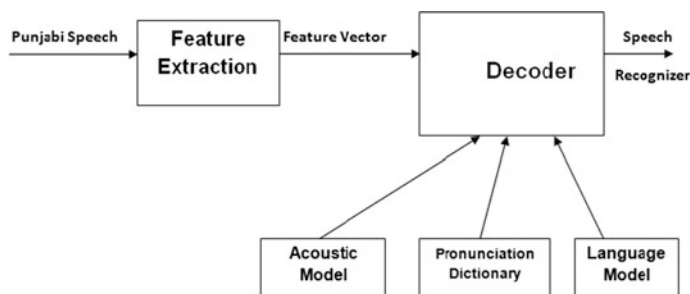 Punjabi Speech
Feature
Extraction
Feature Vector
Decoder
Speech
Recognizer
Acoustic
Model
Pronunciation
Dictionary
Language
Model